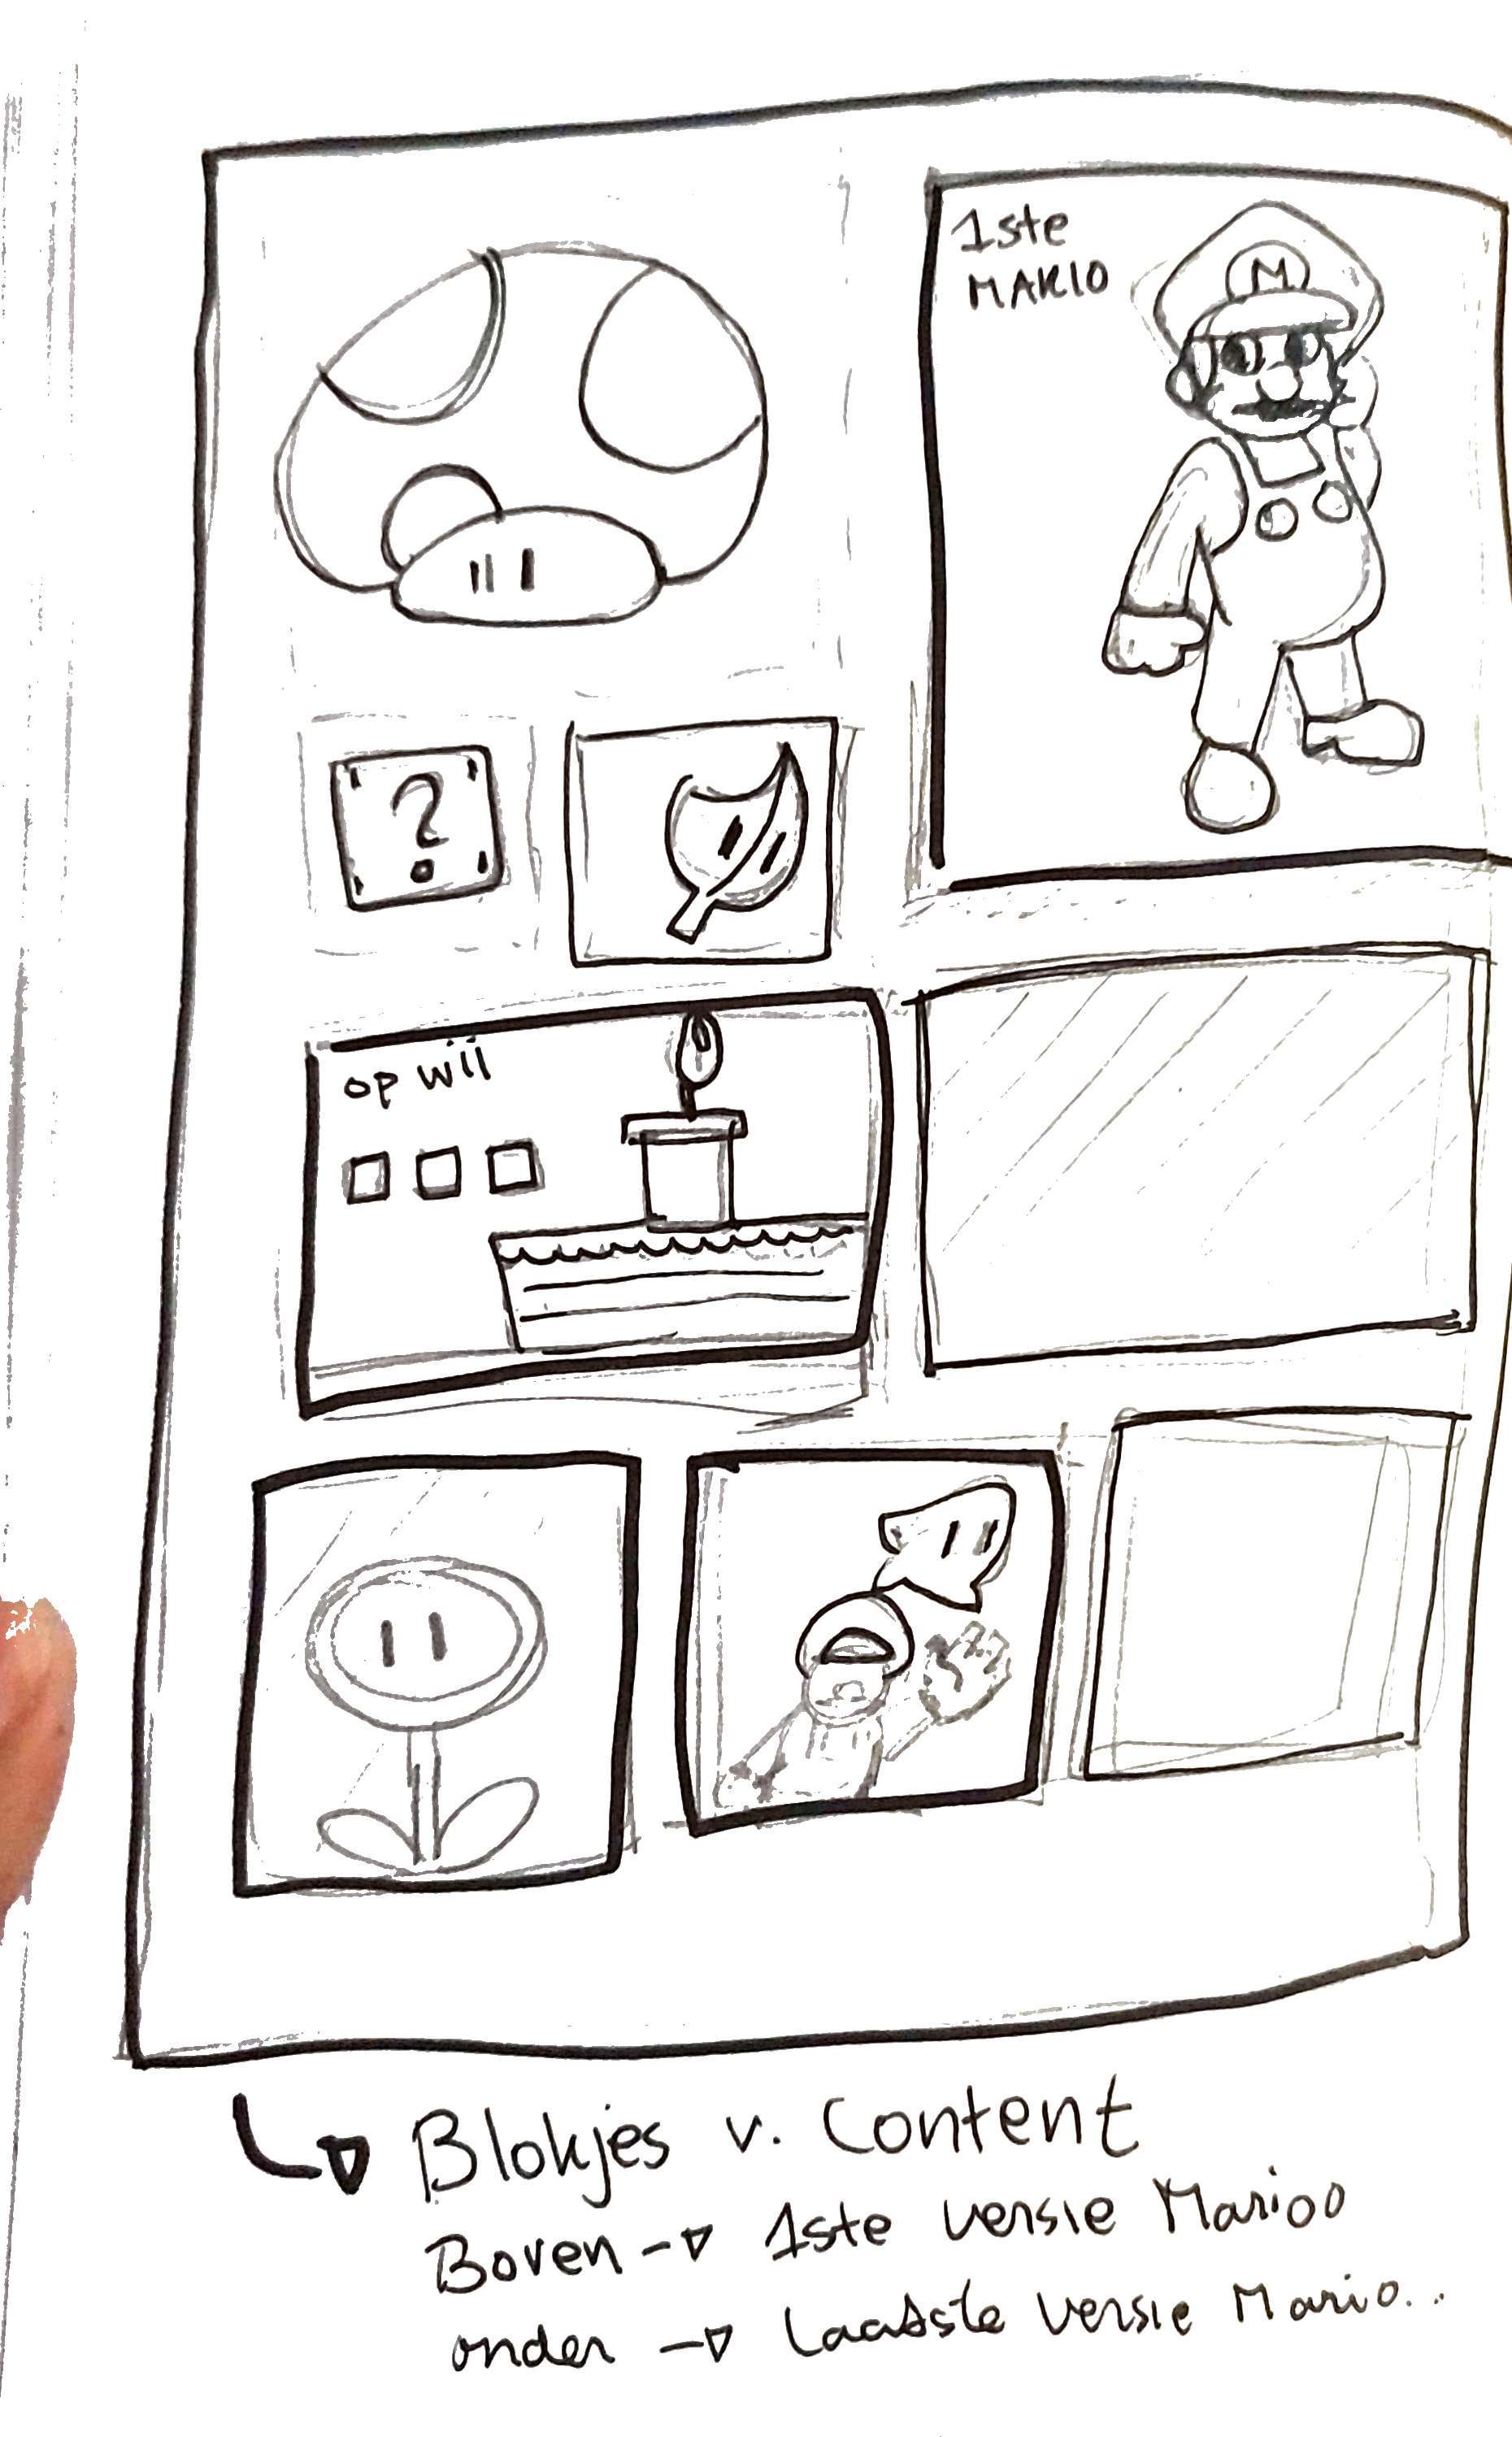 1ste
MARIO
M
?
op wii
Blokjes v. Content
Boven → 1ste versie Marioo
onder → Laatste versie Mario...